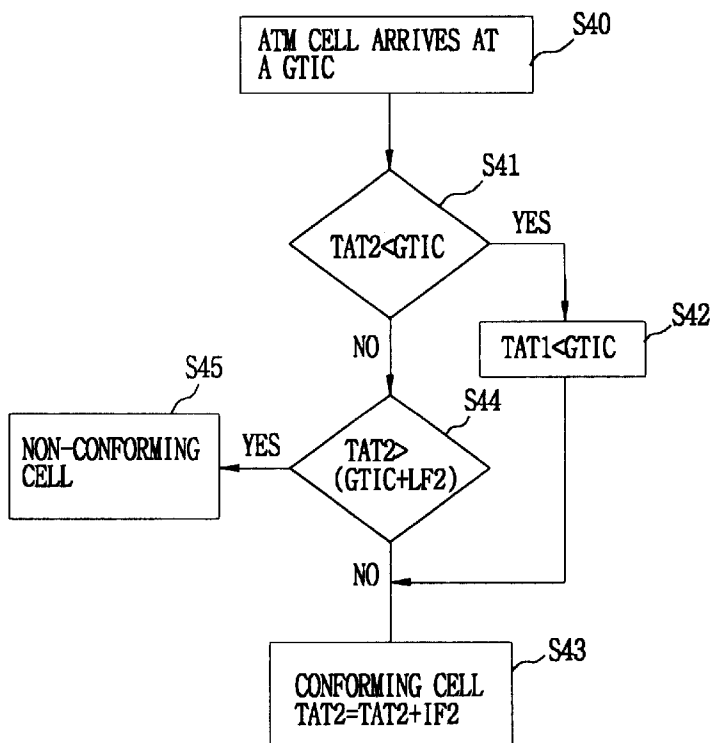 ATM CELL ARRIVES AT
A GTIC
S40
S41
TAT2<GTIC
YES
NO
S42
TAT1<GTIC
S45
NON-CONFORMING
CELL
YES
S44
TAT2>
(GTIC+LF2)
NO
S43
CONFORMING CELL
TAT2=TAT2+IF2